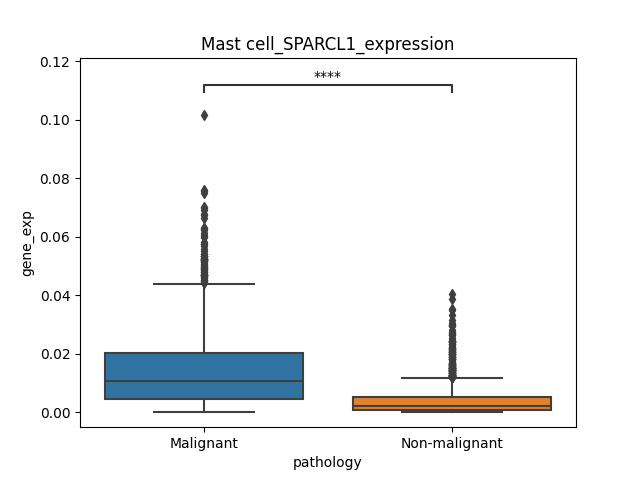 Mast cell_SPARCL1_expression
****
0.12
0.10
0.08
0.06
0.04
0.02
0.00
gene_exp
Malignant
Non-malignant
pathology